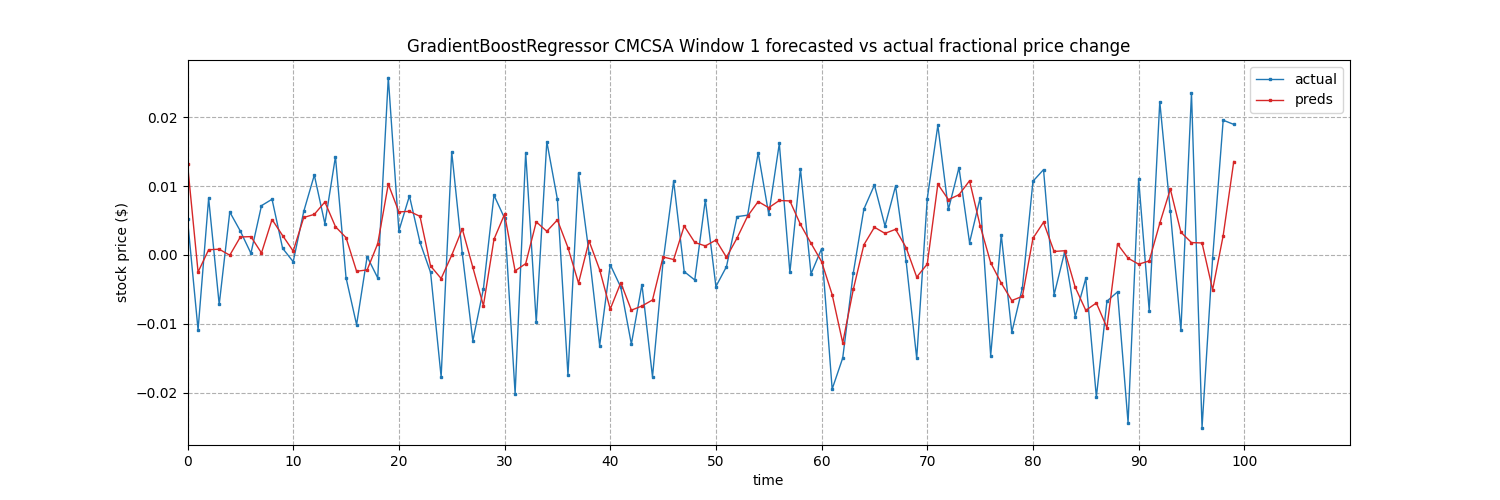 GradientBoostRegressor CMCSA Window 1 forecasted vs actual fractional price change
actual
preds
stock price ($)
0.02
0.01
0.00
−0.01
−0.02
0 10 20 30 40 50 60 70 80 90 100
time